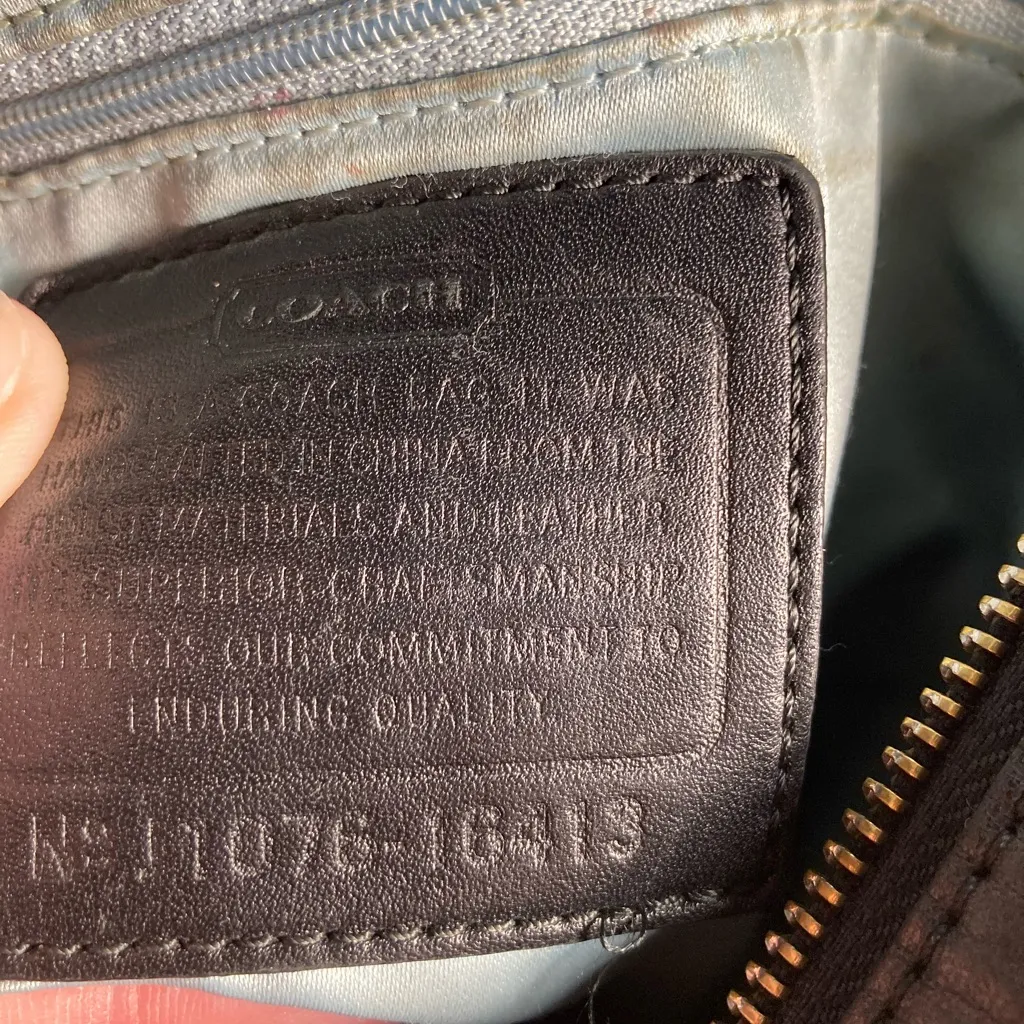 COACH
THIS IS A COACH BAG. IT WAS
HANDCRAFTED IN CHINA FROM THE
FINEST MATERIALS AND LEATHER
THE SUPERIOR CRAFTSMANSHIP
REFLECTS OUR COMMITMENT TO
ENDURING QUALITY.
Nº J1076-16413